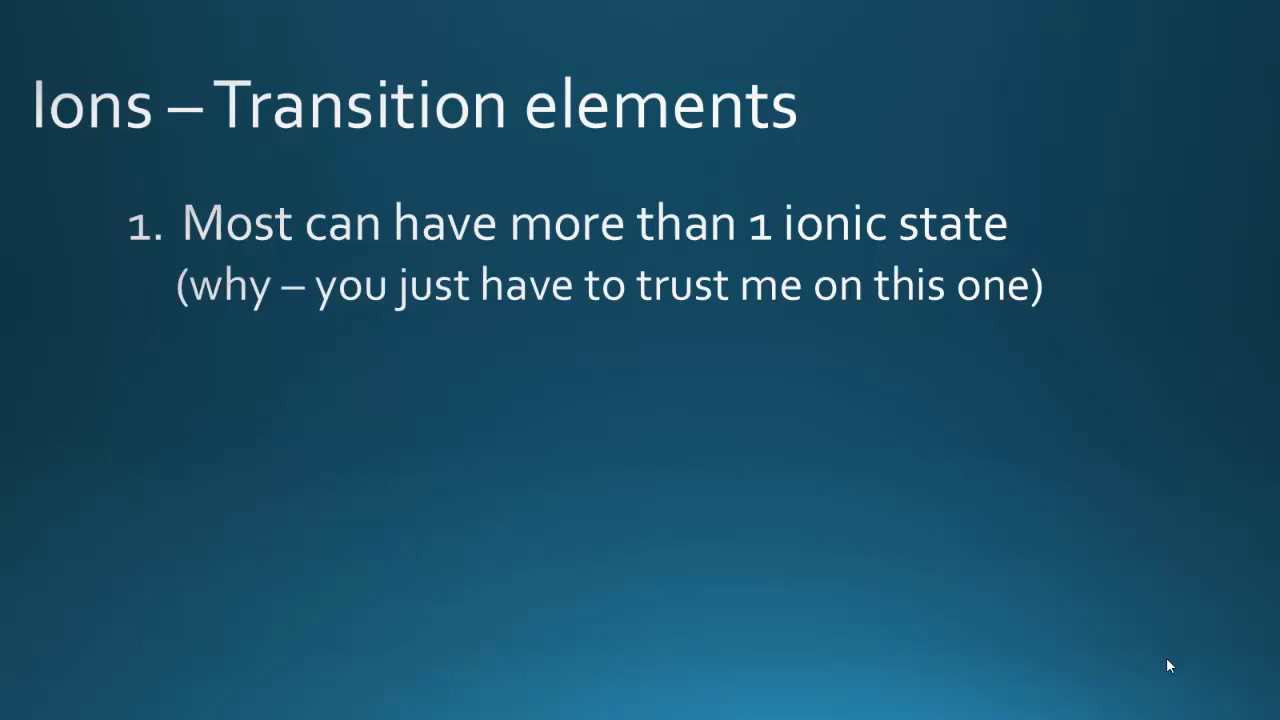 Ions – Transition elements
1. Most can have more than 1 ionic state
(why – you just have to trust me on this one)